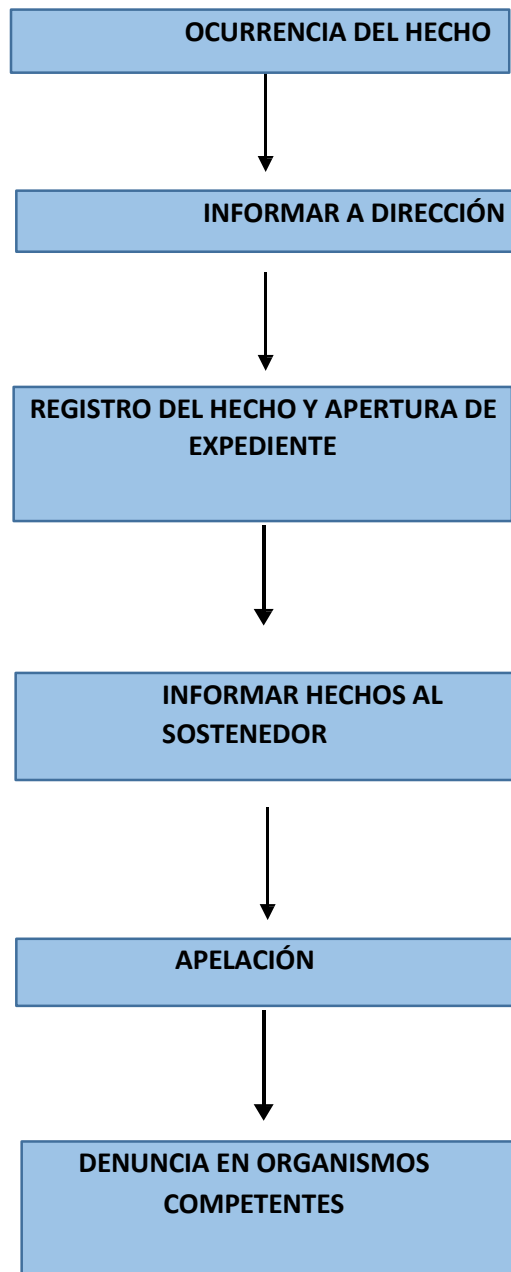 OCURRENCIA DEL HECHO
INFORMAR A DIRECCIÓN
REGISTRO DEL HECHO Y APERTURA DE
EXPEDIENTE
INFORMAR HECHOS AL
SOSTENEDOR
APELACIÓN
DENUNCIA EN ORGANISMOS
COMPETENTES